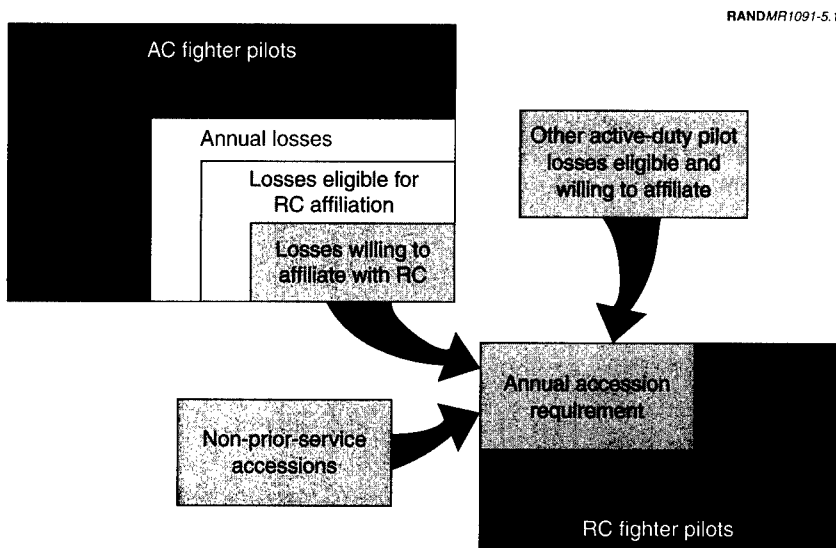 RANDMR1091-5.1
AC fighter pilots
Annual losses
Losses eligible for
RC affiliation
Losses willing to
affiliate with RC
Other active-duty pilot
losses eligible and
willing to affiliate
Annual accession
requirement
Non-prior-service
accessions
RC fighter pilots